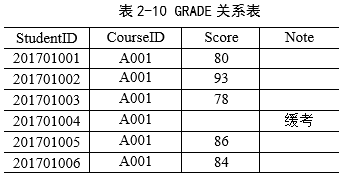 表 2-10 GRADE 关系表
StudentID CourseID Score Note
201701001 A001 80
201701002 A001 93
201701003 A001 78
201701004 A001 缓考
201701005 A001 86
201701006 A001 84